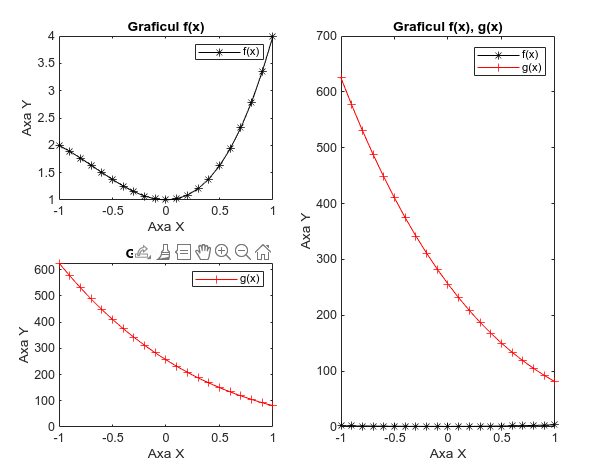 Graficul f(x)
f(x)
4
3.5
3
2.5
2
1.5
1
Axa Y
-1 -0.5 0 0.5 1
Axa X
G
g(x)
600
500
400
300
200
100
0
Axa Y
-1 -0.5 0 0.5 1
Axa X
Graficul f(x), g(x)
f(x)
g(x)
700
600
500
400
300
200
100
0
Axa Y
-1 -0.5 0 0.5 1
Axa X